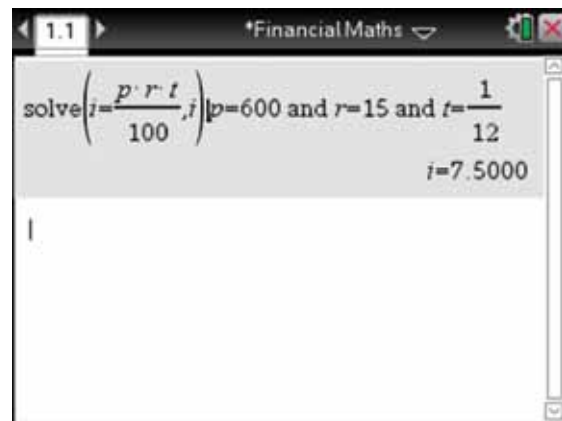 1.1 *Financial Maths
solve(i=p·r·t/100,i)|p=600 and r=15 and t=1/12
i=7.5000